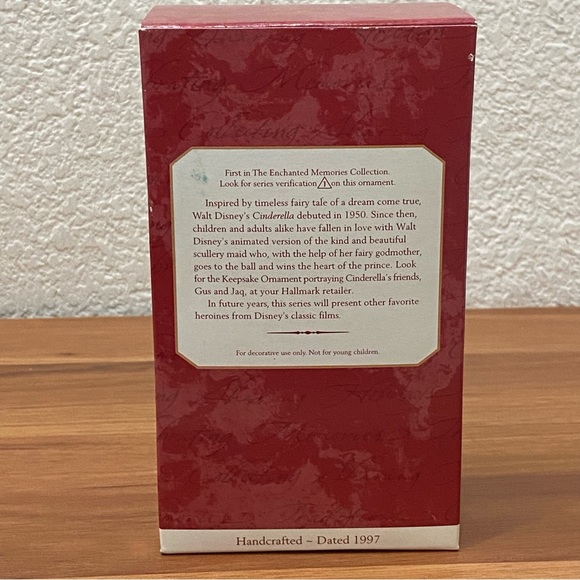 First in The Enchanted Memories Collection.
Look for series verification 1 on this ornament.
Inspired by timeless fairy tale of a dream come true,
Walt Disney's Cinderella debuted in 1950. Since then,
children and adults alike have fallen in love with Walt
Disney's animated version of the kind and beautiful
scullery maid who, with the help of her fairy godmother,
goes to the ball and wins the heart of the prince. Look
for the Keepsake Ornament portraying Cinderella's friends,
Gus and Jaq, at your Hallmark retailer.
In future years, this series will present other favorite
heroines from Disney's classic films.
For decorative use only. Not for young children.
Handcrafted ~ Dated 1997